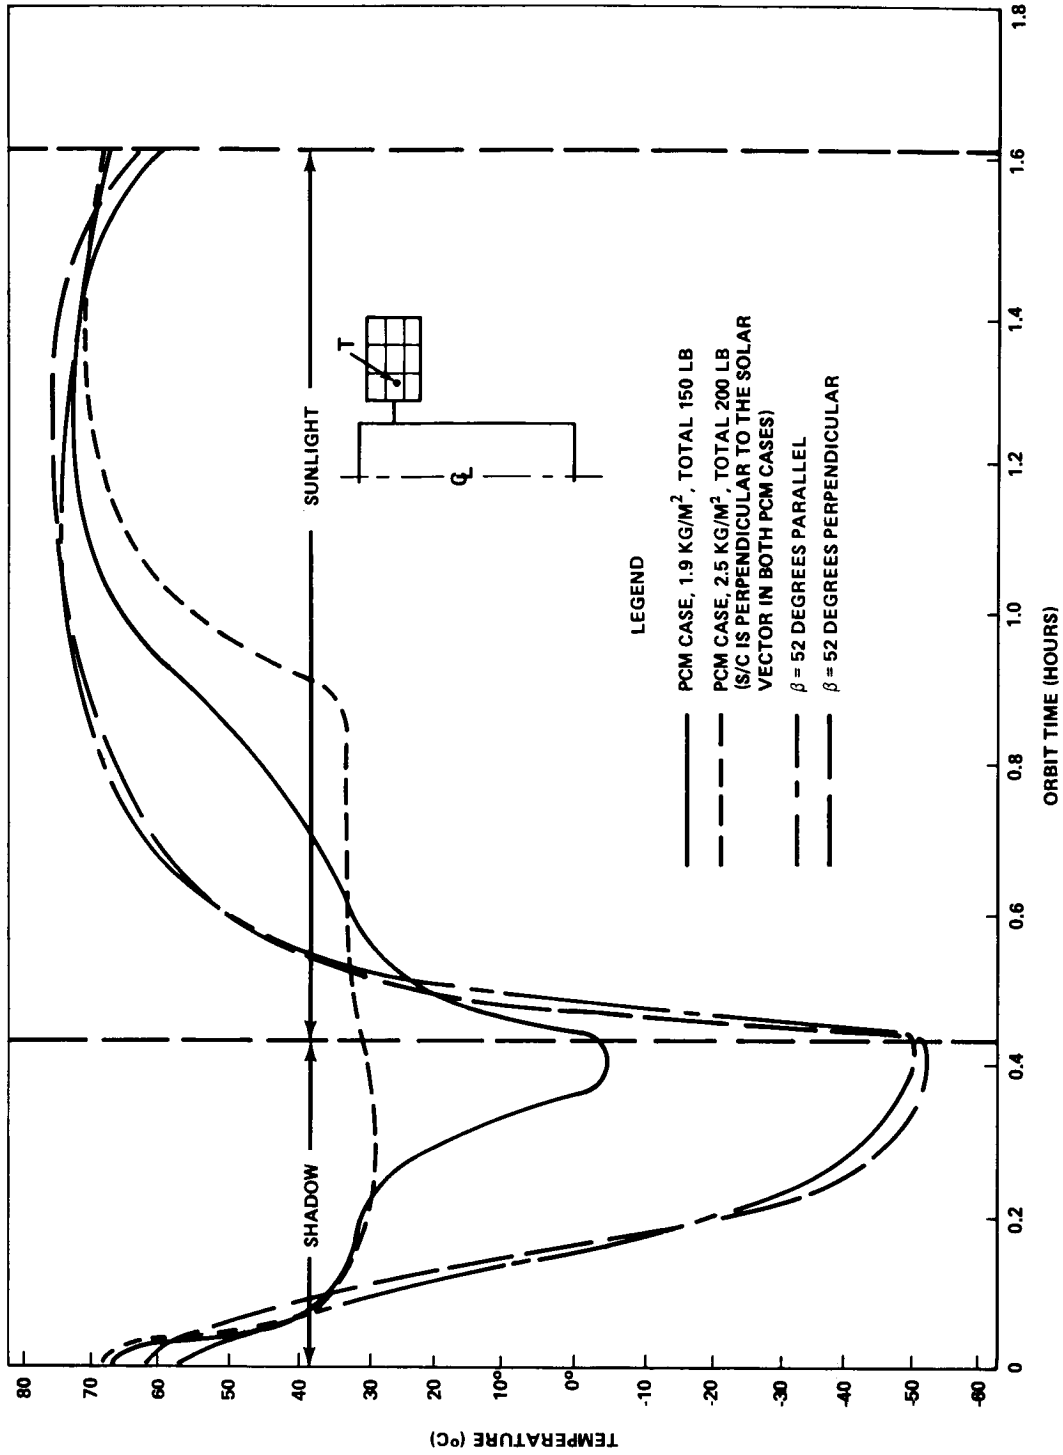 TEMPERATURE (°C)
80
70
60
50
40
30
20
10
0°
-10
-20
-30
-40
-50
-60
SHADOW
SUNLIGHT
T
℄
LEGEND
PCM CASE, 1.9 KG/M², TOTAL 150 LB
PCM CASE, 2.5 KG/M², TOTAL 200 LB
(S/C IS PERPENDICULAR TO THE SOLAR
VECTOR IN BOTH PCM CASES)
β = 52 DEGREES PARALLEL
β = 52 DEGREES PERPENDICULAR
0
0.2
0.4
0.6
0.8
1.0
1.2
1.4
1.6
1.8
ORBIT TIME (HOURS)